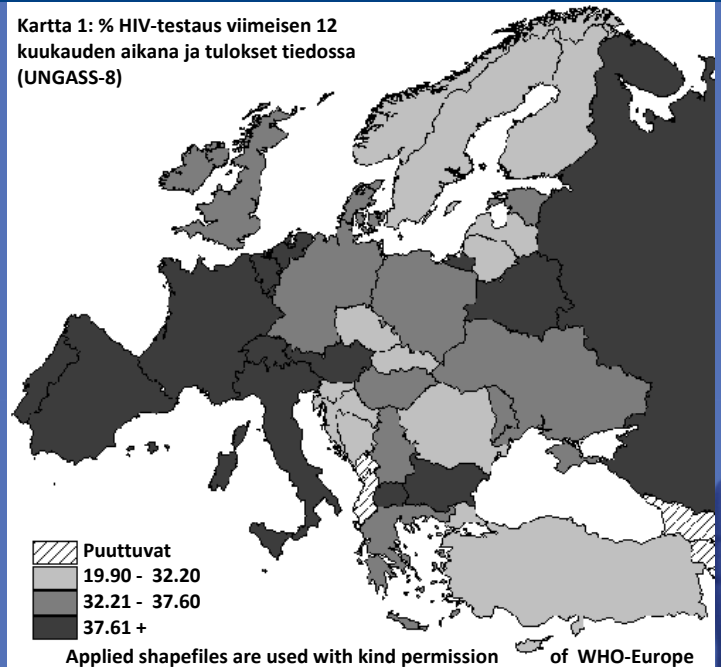 Kartta 1: % HIV-testaus viimeisen 12
kuukauden aikana ja tulokset tiedossa
(UNGASS-8)
Puuttuvat
19.90 - 32.20
32.21 - 37.60
37.61 +
Applied shapefiles are used with kind permission of WHO-Europe